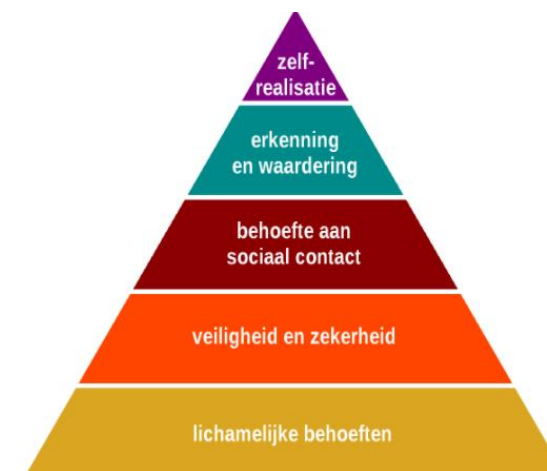 zelf-
realisatie
erkenning
en waardering
behoefte aan
sociaal contact
veiligheid en zekerheid
lichamelijke behoeften